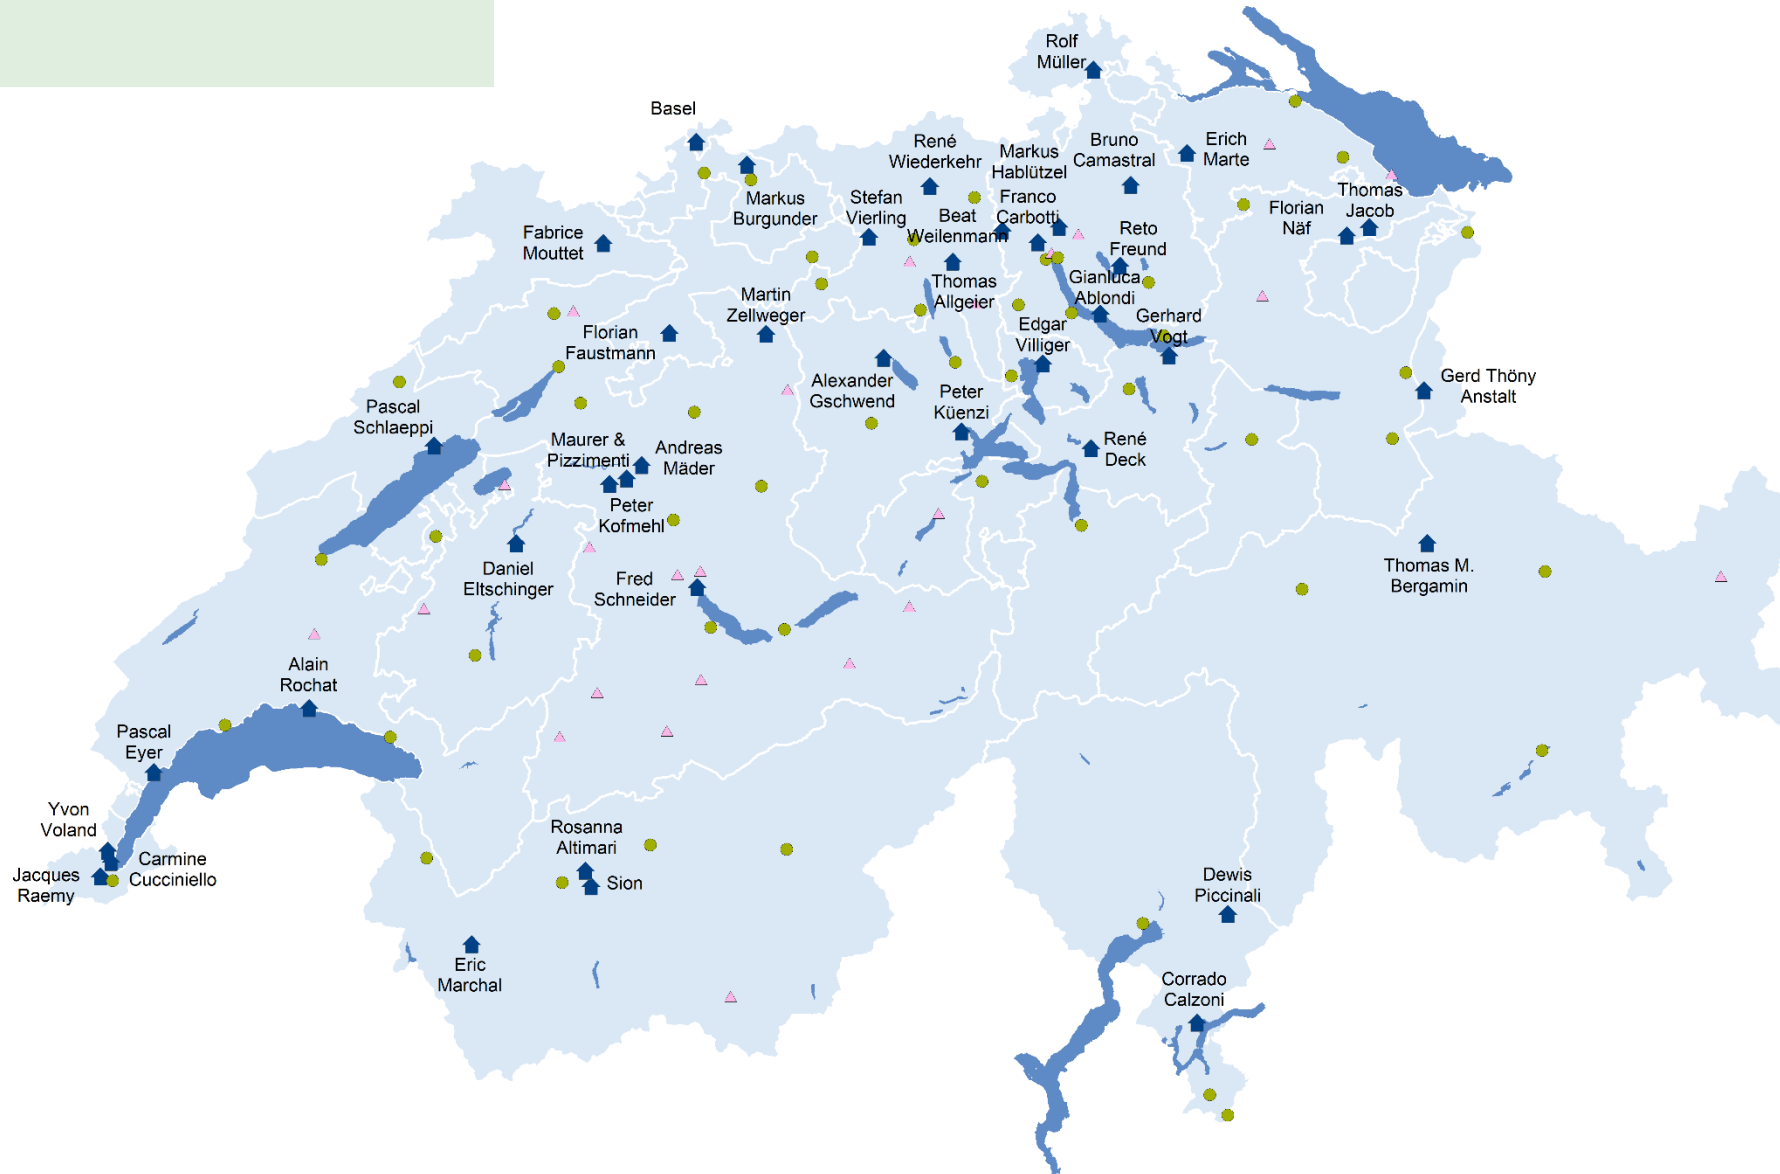 Rolf
Müller
Basel
René
Wiederkehr
Markus
Hablützel
Bruno
Camastral
Erich
Marte
Markus
Burgunder
Stefan
Vierling
Beat
Weilenmann
Franco
Carbotti
Thomas
Jacob
Florian
Näf
Fabrice
Mouttet
Reto
Freund
Thomas
Allgeier
Gianluca
Ablondi
Martin
Zellweger
Florian
Faustmann
Edgar
Villiger
Gerhard
Vogt
Alexander
Gschwend
Peter
Küenzi
Gerd Thöny
Anstalt
Pascal
Schlaeppi
Maurer &
Pizzimenti
Andreas
Mäder
René
Deck
Peter
Kofmehl
Daniel
Eltschinger
Fred
Schneider
Thomas M.
Bergamin
Alain
Rochat
Pascal
Eyer
Yvon
Voland
Rosanna
Altimari
Carmine
Cucciniello
Jacques
Raemy
Sion
Dewis
Piccinali
Eric
Marchal
Corrado
Calzoni